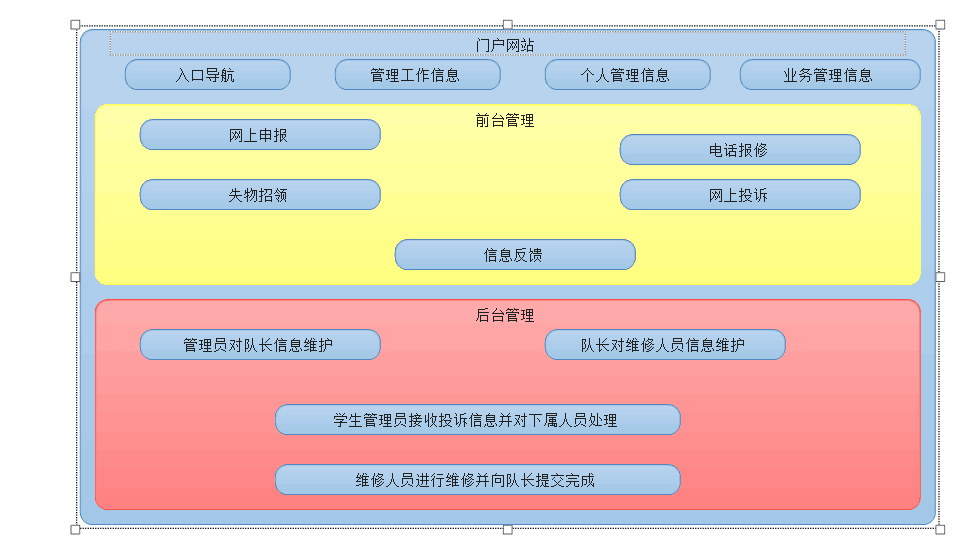 门户网站
入口导航
管理工作信息
个人管理信息
业务管理信息
前台管理
网上申报
电话报修
失物招领
网上投诉
信息反馈
后台管理
管理员对队长信息维护
队长对维修人员信息维护
学生管理员接收投诉信息并对下属人员处理
维修人员进行维修并向队长提交完成